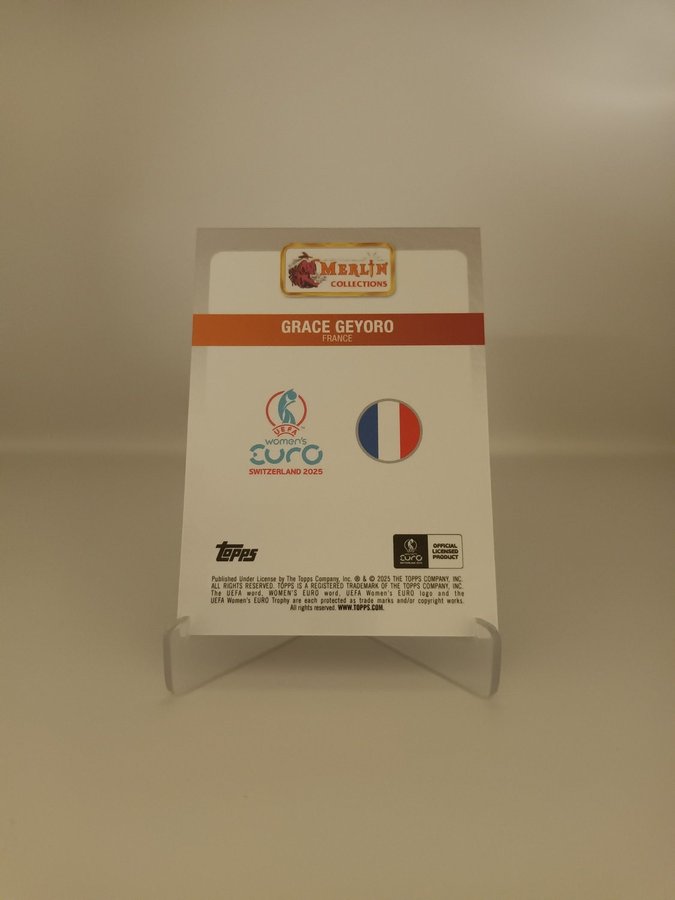 MERLIN
COLLECTIONS
GRACE GEYORO
FRANCE
UEFA
women's
EURO
SWITZERLAND 2025
topps
EURO
SWITZERLAND 2025
OFFICIAL
LICENSED
PRODUCT
Published Under License by The Topps Company, Inc. ® & © 2025 THE TOPPS COMPANY, INC.
ALL RIGHTS RESERVED. TOPPS IS A REGISTERED TRADEMARK OF THE TOPPS COMPANY, INC.
The UEFA word, WOMEN'S EURO word, UEFA Women's EURO logo and the
UEFA Women's EURO Trophy are each protected as trade marks and/or copyright works.
All rights reserved. WWW.TOPPS.COM.